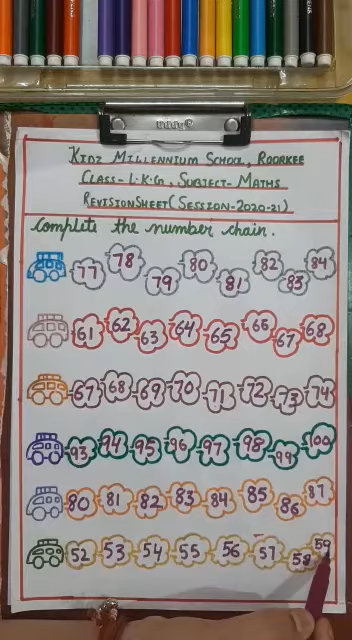 Kidz Millennium School, Roorkee
Class-L.K.G, Subject-Maths
Revision Sheet (Session-2020-21)
Complete the number chain.
77 78 79 80 81 82 83 84
61 62 63 64 65 66 67 68
67 68 69 70 71 72 73 74
93 94 95 96 97 98 99 100
80 81 82 83 84 85 86 87
52 53 54 55 56 57 58 59